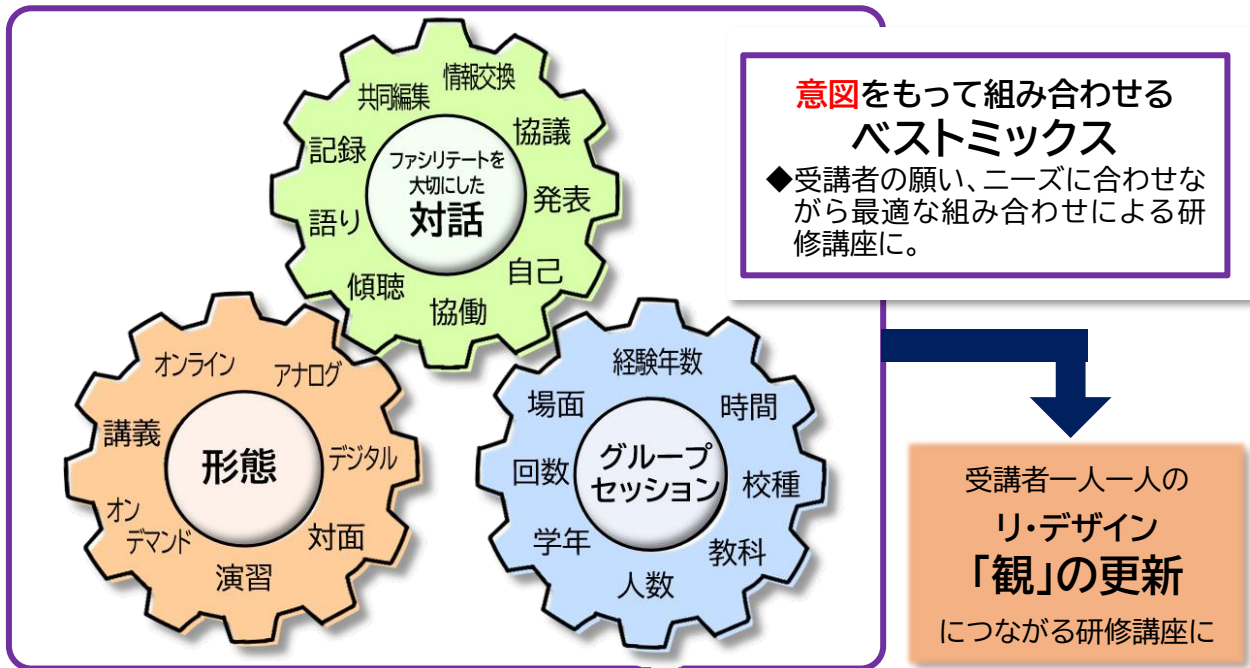 情報交換
共同編集
協議
記録
ファシリテートを
大切にした
対話
発表
語り
自己
傾聴
協働
オンライン
アナログ
講義
形態
デジタル
オン
デマンド
対面
演習
経験年数
場面
時間
グループ
セッション
回数
校種
学年
教科
人数
意図をもって組み合わせる
ベストミックス
◆受講者の願い、ニーズに合わせな
がら最適な組み合わせによる研
修講座に。
受講者一人一人の
リ・デザイン
「観」の更新
につながる研修講座に